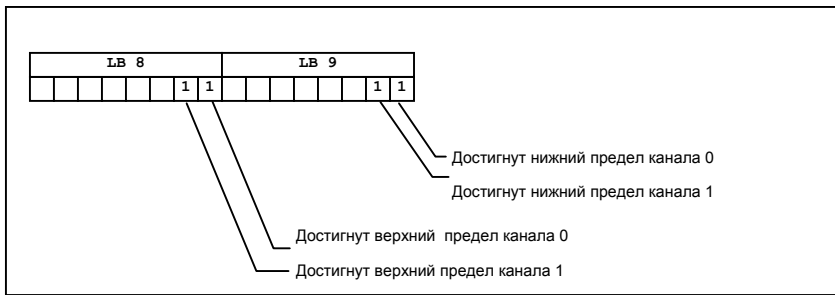 LB 8 LB 9
1 1 1 1
Достигнут нижний предел канала 0
Достигнут нижний предел канала 1
Достигнут верхний предел канала 0
Достигнут верхний предел канала 1